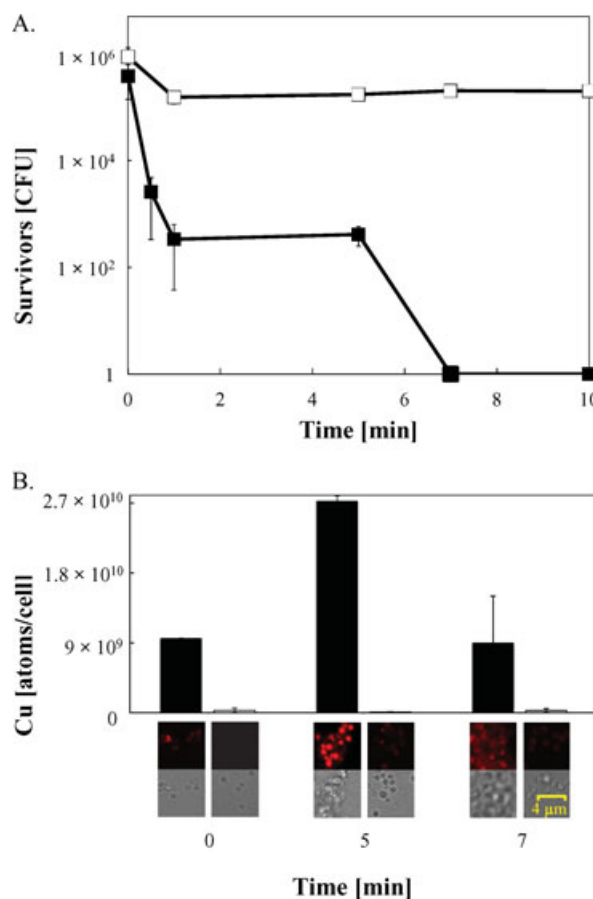 A.
Survivors [CFU]
1 × 10⁶
1 × 10⁴
1 × 10²
1
0 2 4 6 8 10
Time [min]
B.
Cu [atoms/cell]
2.7 × 10¹⁰
1.8 × 10¹⁰
9 × 10⁹
0
4 µm
0 5 7
Time [min]